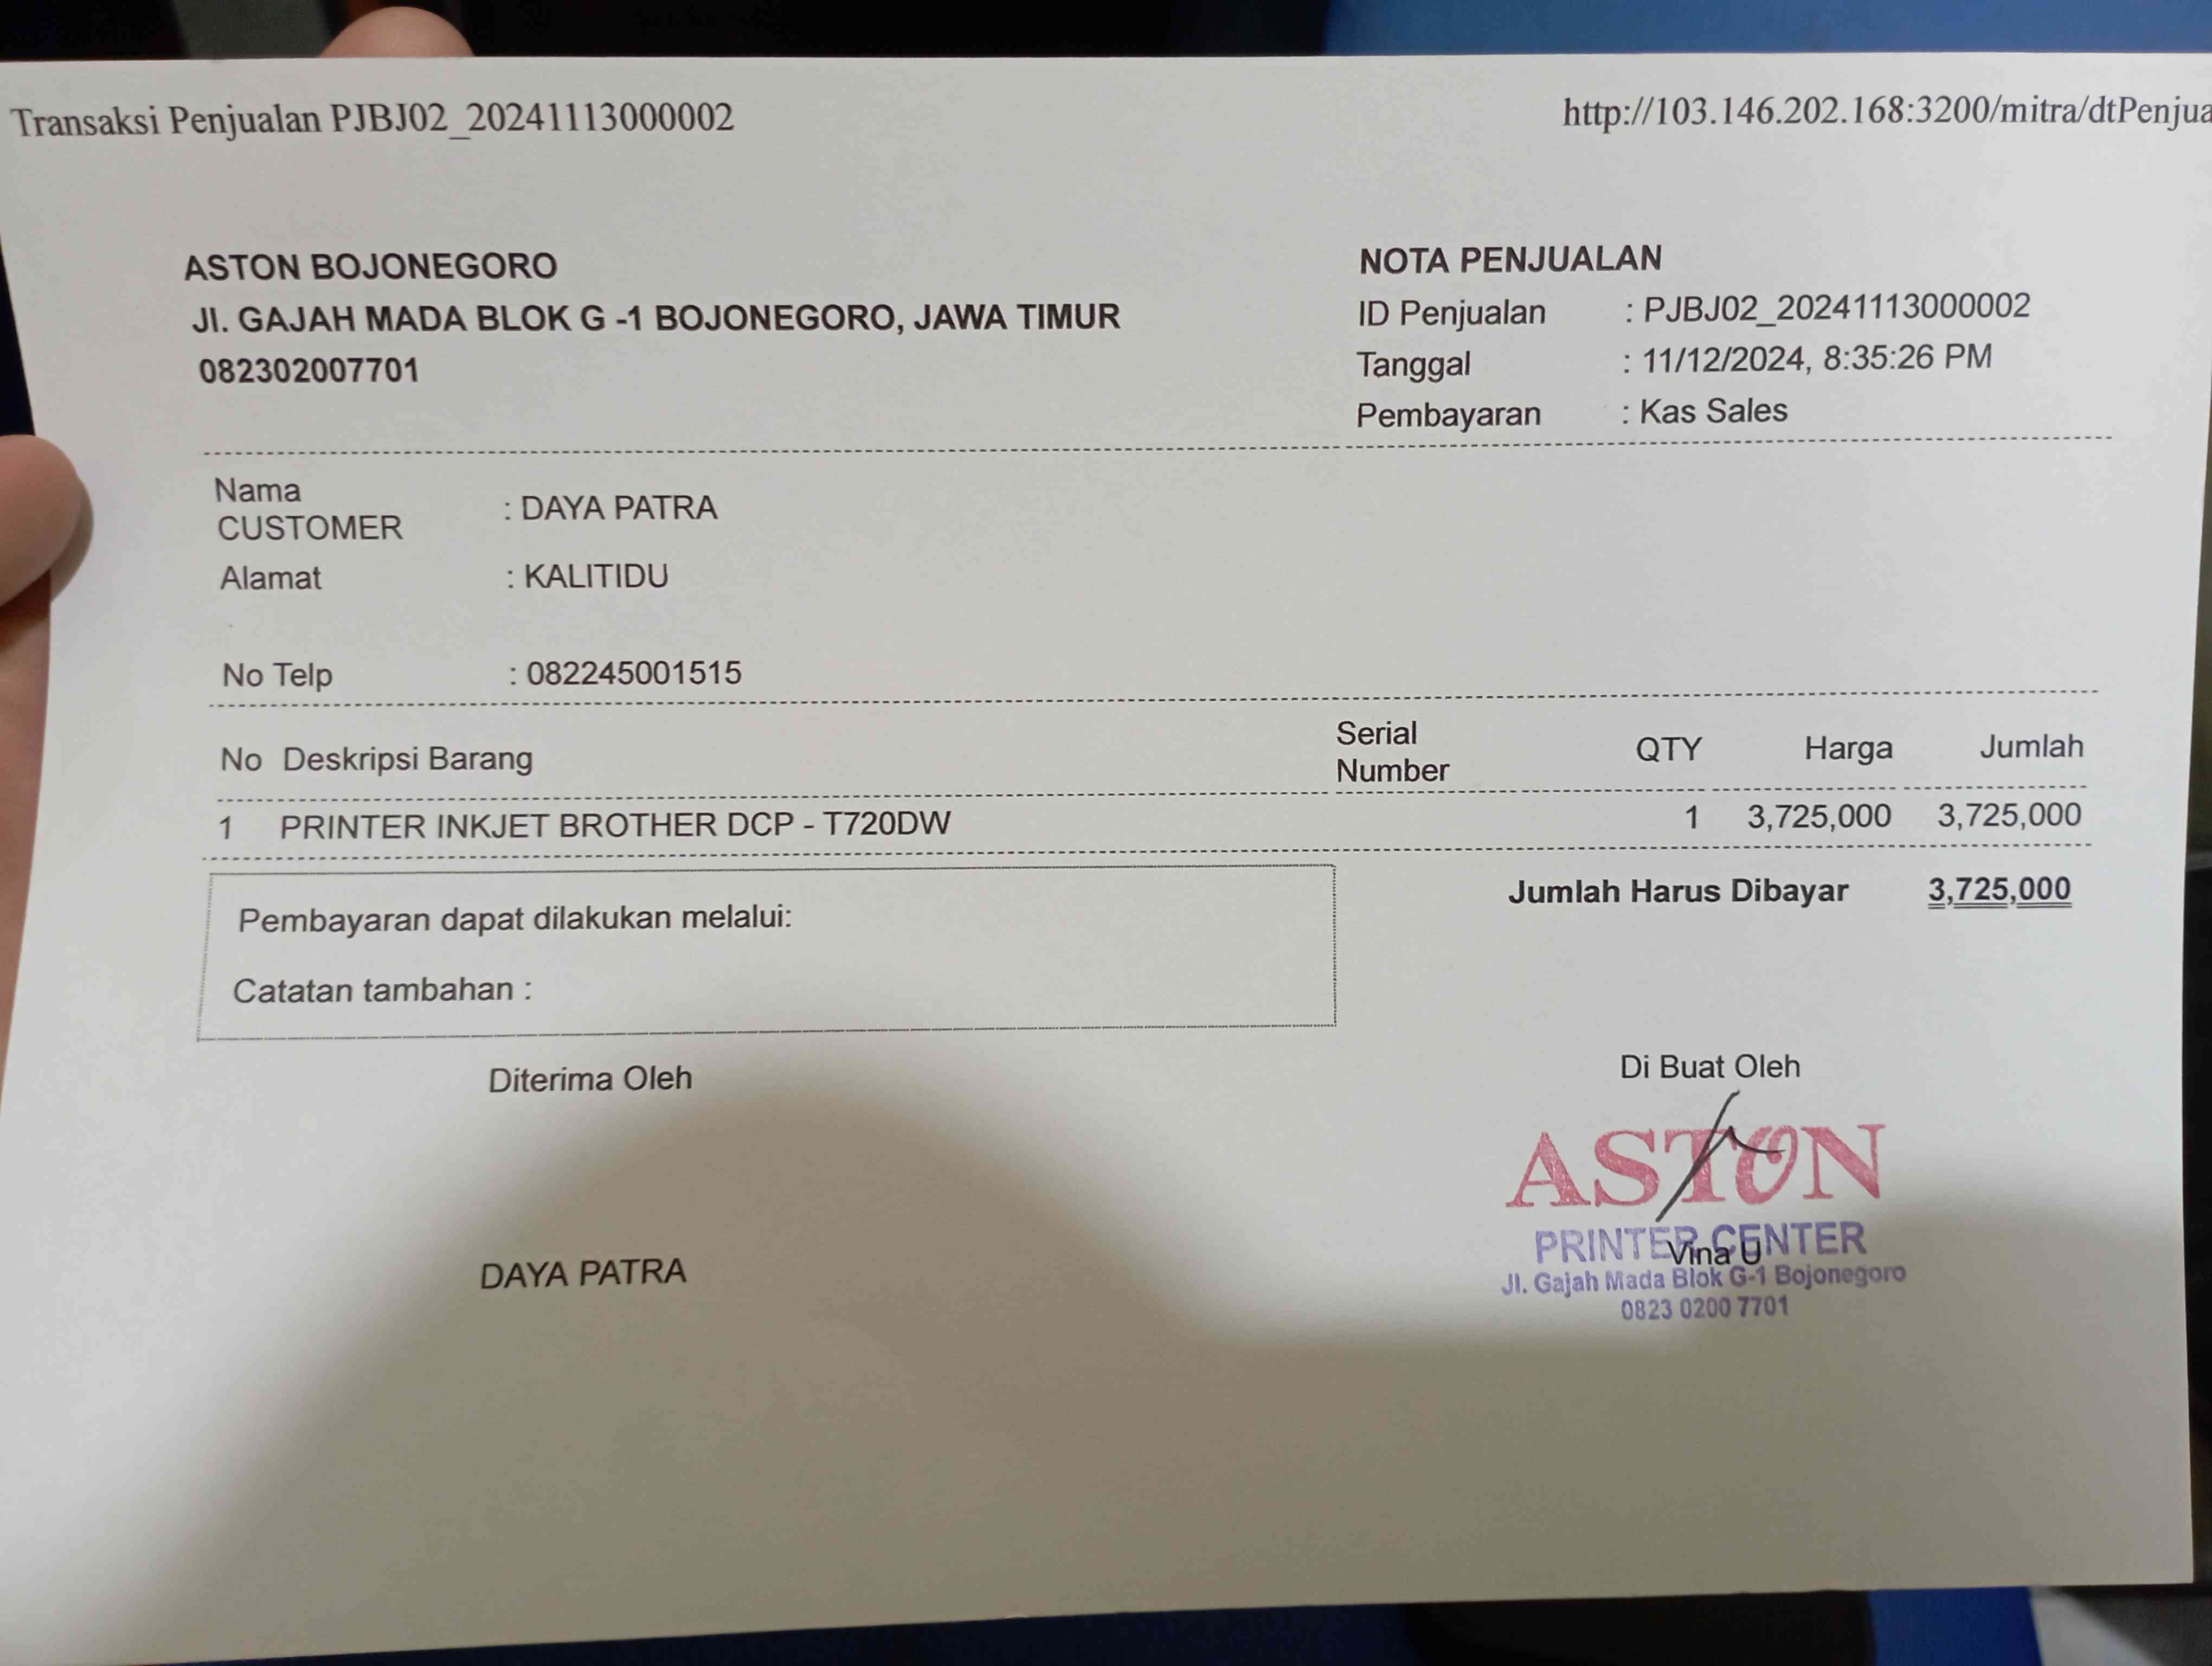 Transaksi Penjualan PJBJ02_20241113000002 http://103.146.202.168:3200/mitra/dtPenjua
ASTON BOJONEGORO
Jl. GAJAH MADA BLOK G -1 BOJONEGORO, JAWA TIMUR
082302007701
NOTA PENJUALAN
ID Penjualan : PJBJ02_20241113000002
Tanggal : 11/12/2024, 8:35:26 PM
Pembayaran : Kas Sales
Nama
CUSTOMER : DAYA PATRA
Alamat : KALITIDU
No Telp : 082245001515
No Deskripsi Barang Serial Number QTY Harga Jumlah
1 PRINTER INKJET BROTHER DCP - T720DW 1 3,725,000 3,725,000
Jumlah Harus Dibayar 3,725,000
Pembayaran dapat dilakukan melalui:
Catatan tambahan :
Diterima Oleh
DAYA PATRA
Di Buat Oleh
ASTON
PRINTER CENTER
Vina U
Jl. Gajah Mada Blok G-1 Bojonegoro
0823 0200 7701